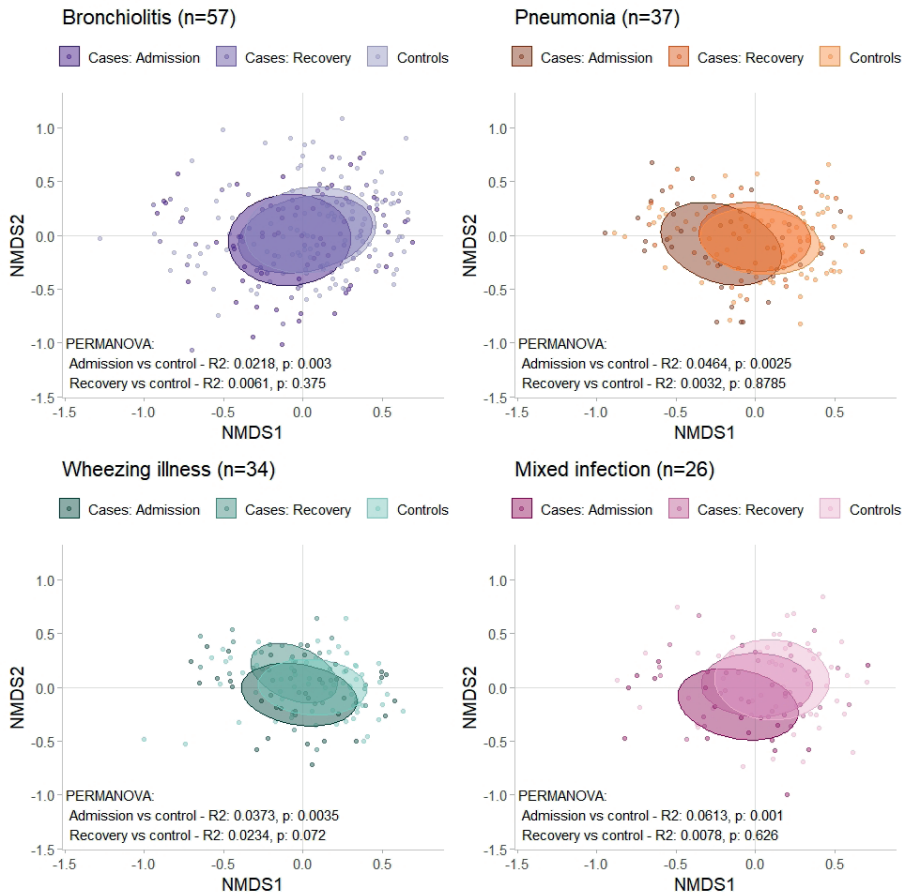 Bronchiolitis (n=57)
Cases: Admission Cases: Recovery Controls
1.0
0.5
0.0
-0.5
-1.0
-1.5
NMDS2
PERMANOVA:
Admission vs control - R2: 0.0218, p: 0.003
Recovery vs control - R2: 0.0061, p: 0.375
-1.5 -1.0 -0.5 0.0 0.5
NMDS1
Pneumonia (n=37)
Cases: Admission Cases: Recovery Controls
1.0
0.5
0.0
-0.5
-1.0
-1.5
NMDS2
PERMANOVA:
Admission vs control - R2: 0.0464, p: 0.0025
Recovery vs control - R2: 0.0032, p: 0.8785
-1.5 -1.0 -0.5 0.0 0.5
NMDS1
Wheezing illness (n=34)
Cases: Admission Cases: Recovery Controls
1.0
0.5
0.0
-0.5
-1.0
-1.5
NMDS2
PERMANOVA:
Admission vs control - R2: 0.0373, p: 0.0035
Recovery vs control - R2: 0.0234, p: 0.072
-1.5 -1.0 -0.5 0.0 0.5
NMDS1
Mixed infection (n=26)
Cases: Admission Cases: Recovery Controls
1.0
0.5
0.0
-0.5
-1.0
-1.5
NMDS2
PERMANOVA:
Admission vs control - R2: 0.0613, p: 0.001
Recovery vs control - R2: 0.0078, p: 0.626
-1.5 -1.0 -0.5 0.0 0.5
NMDS1